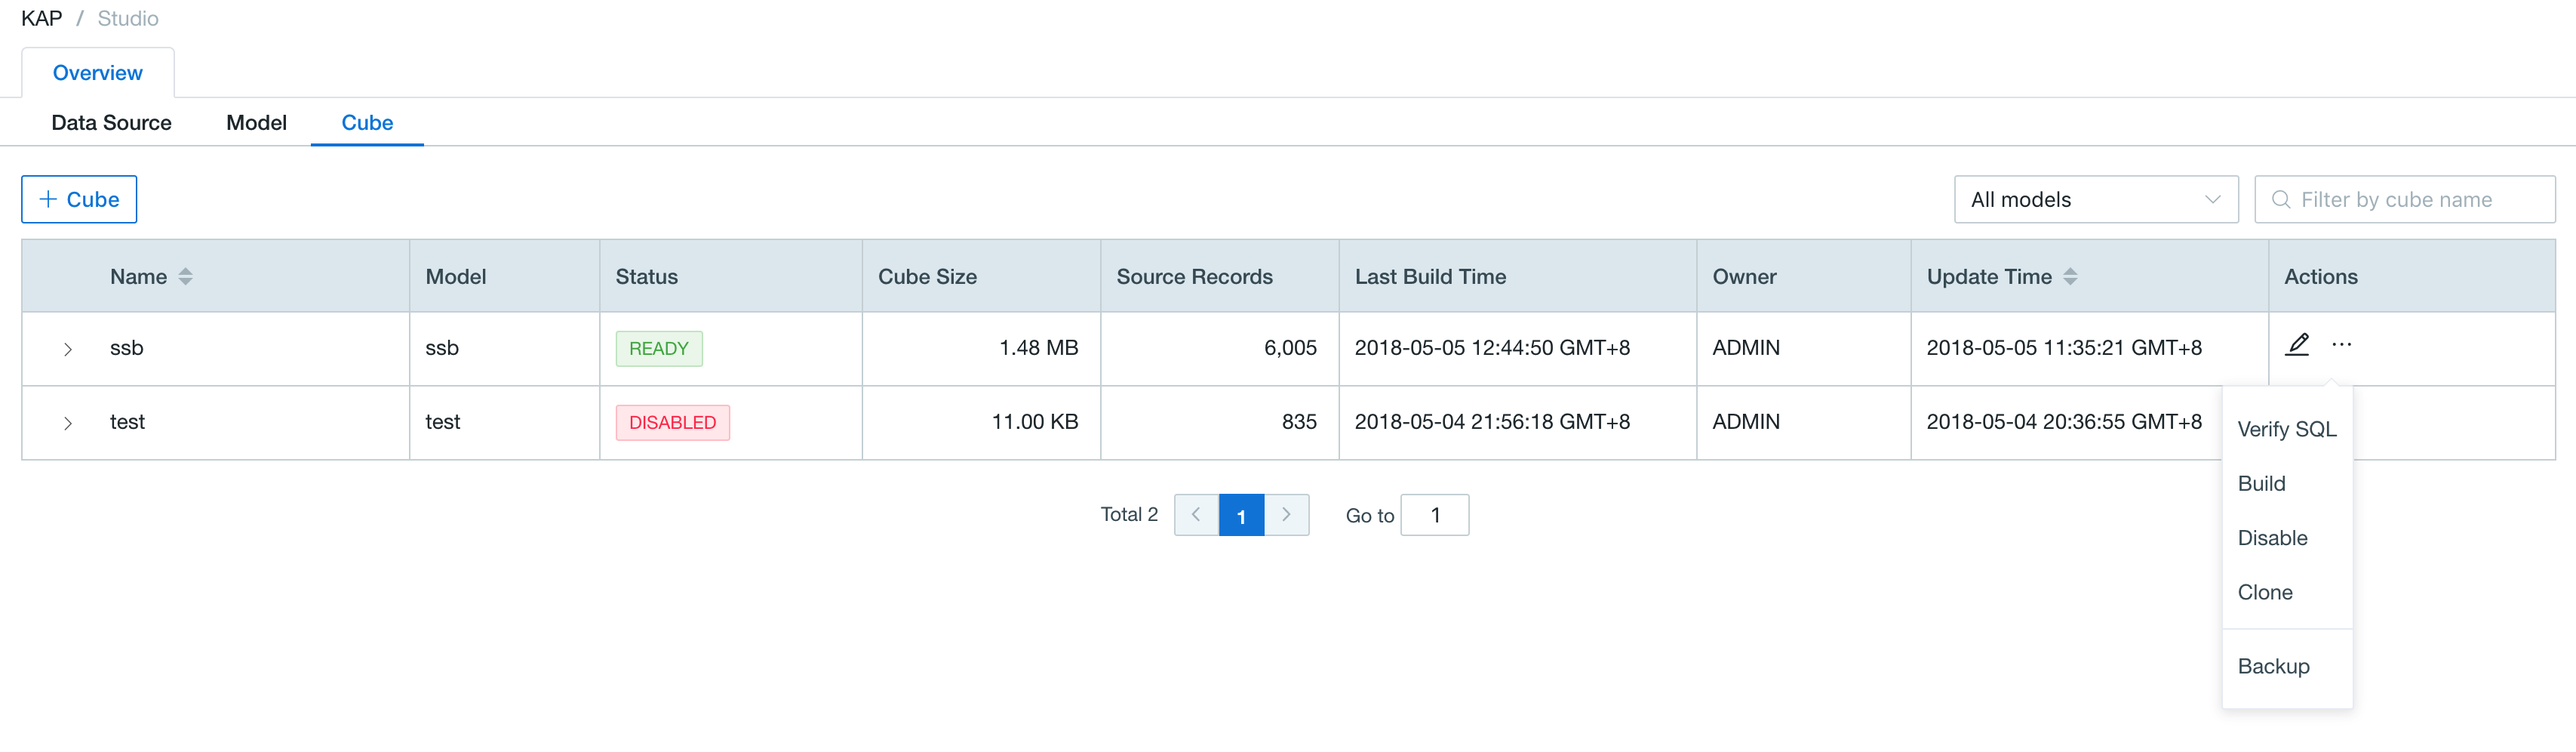 KAP / Studio
Overview
Data Source Model Cube
+ Cube All models Filter by cube name
Name Model Status Cube Size Source Records Last Build Time Owner Update Time Actions
ssb ssb READY 1.48 MB 6,005 2018-05-05 12:44:50 GMT+8 ADMIN 2018-05-05 11:35:21 GMT+8 ...
test test DISABLED 11.00 KB 835 2018-05-04 21:56:18 GMT+8 ADMIN 2018-05-04 20:36:55 GMT+8
Verify SQL
Build
Disable
Clone
Backup
Total 2 < 1 > Go to 1